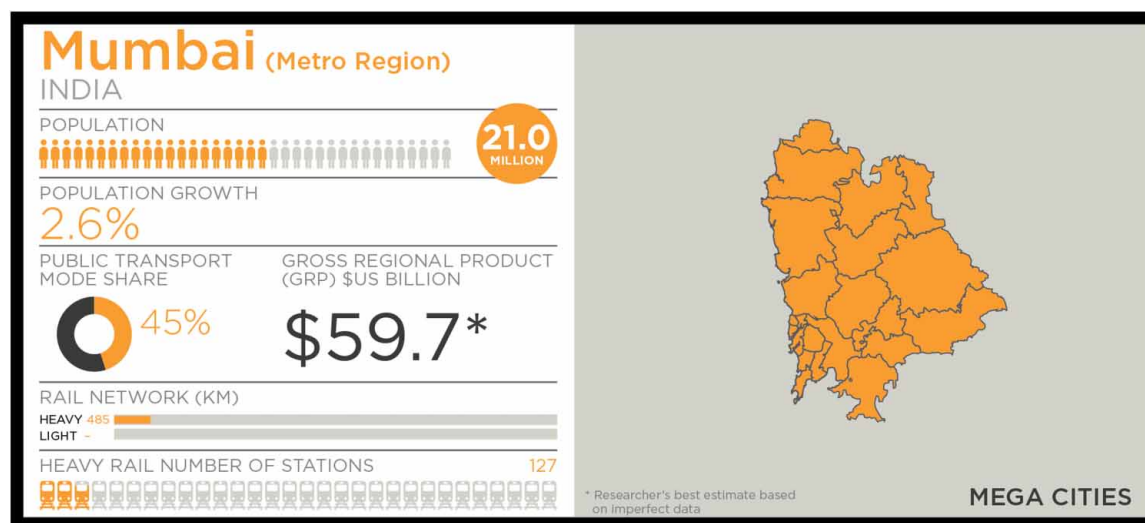 Mumbai (Metro Region)
INDIA
POPULATION
21.0
MILLION
POPULATION GROWTH
2.6%
PUBLIC TRANSPORT
MODE SHARE
45%
GROSS REGIONAL PRODUCT
(GRP) $US BILLION
$59.7*
RAIL NETWORK (KM)
HEAVY 485
LIGHT –
HEAVY RAIL NUMBER OF STATIONS 127
* Researcher's best estimate based
on imperfect data
MEGA CITIES